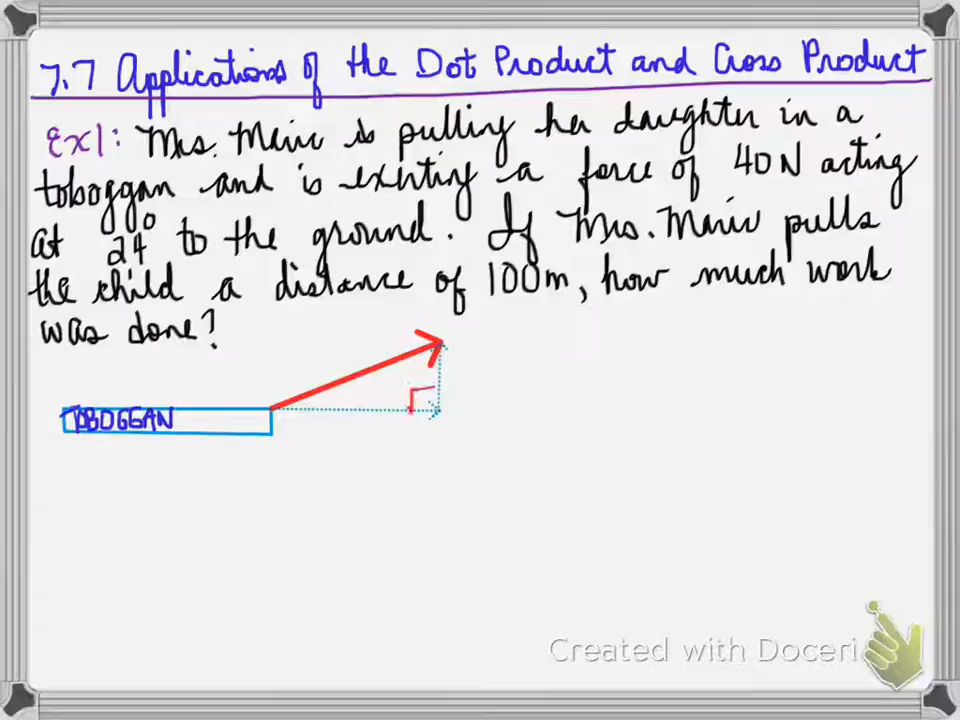 7.7 Applications of the Dot Product and Cross Product
Ex1: Mrs. Maric is pulling her daughter in a
toboggan and is exerting a force of 40N acting
at 24° to the ground. If Mrs. Maric pulls
the child a distance of 100m, how much work
was done?
TOBOGGAN
Created with Doceri